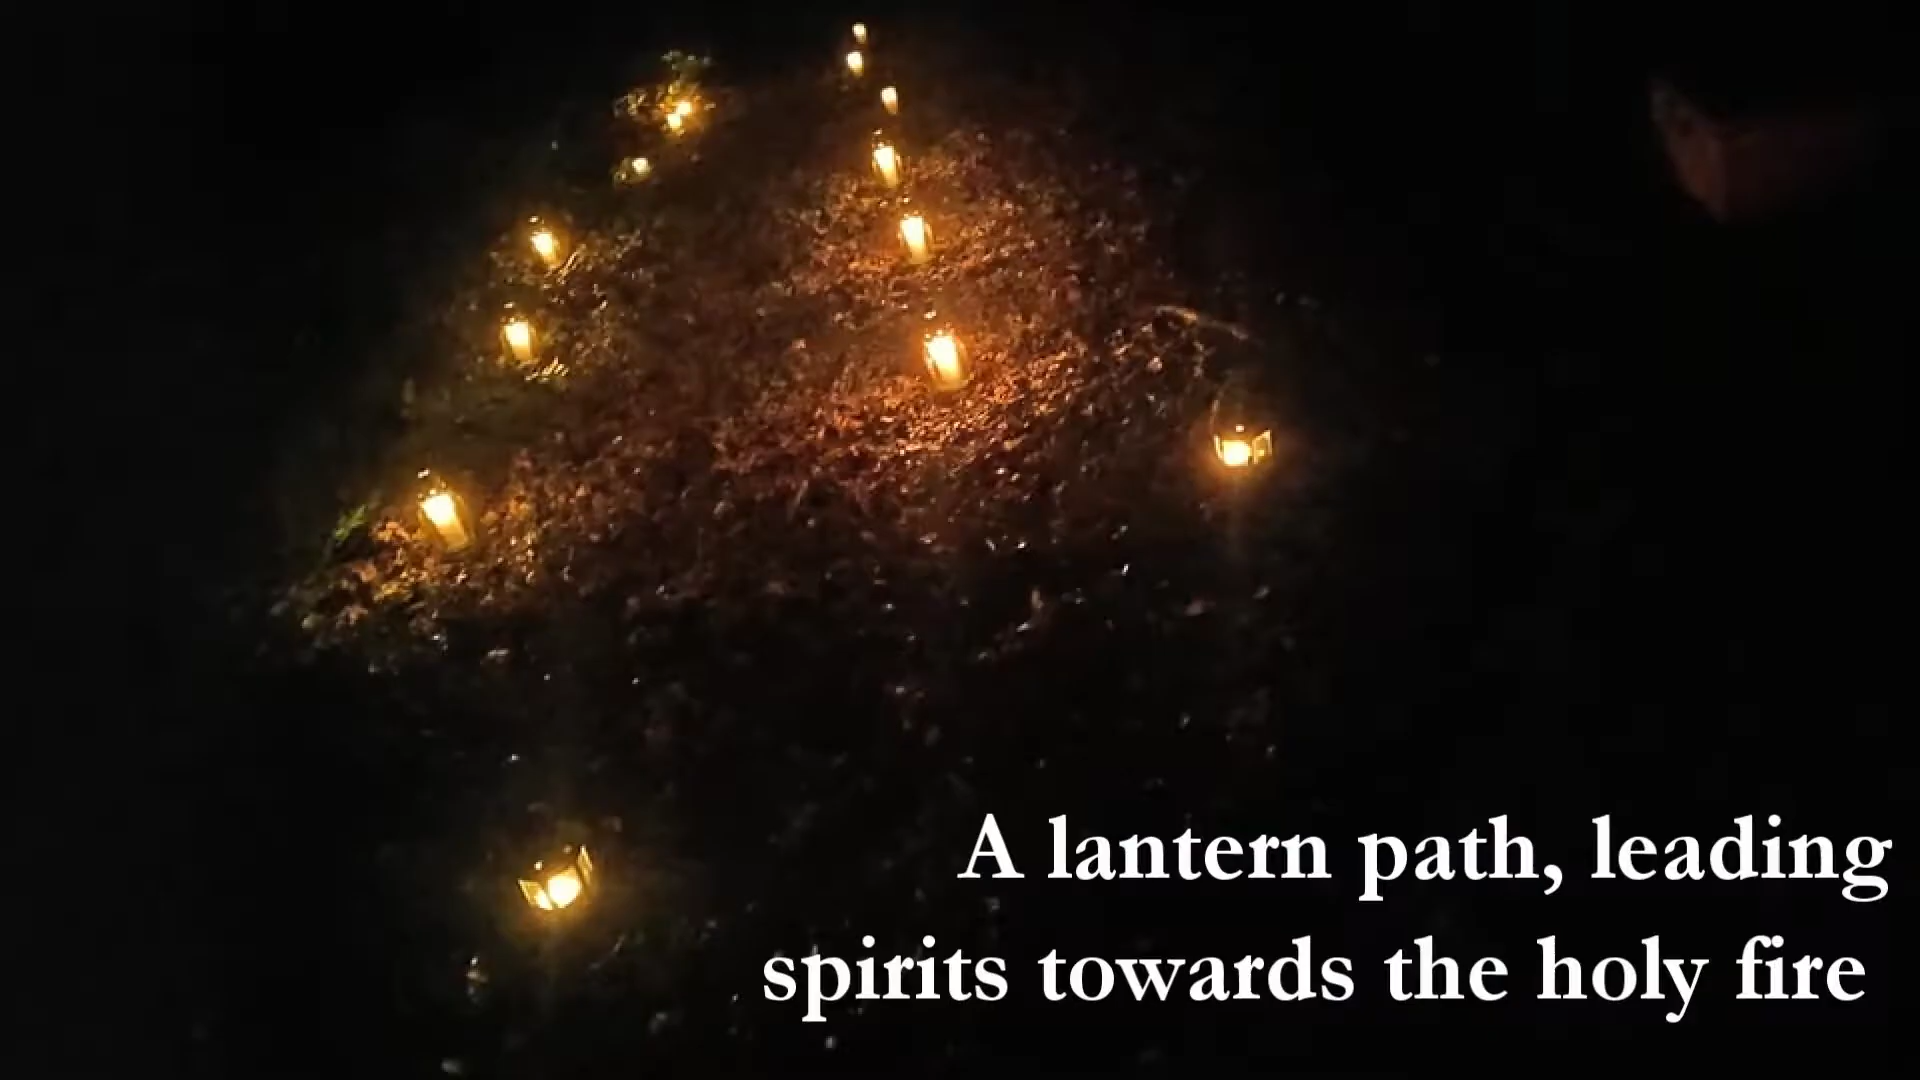 A lantern path, leading
spirits towards the holy fire